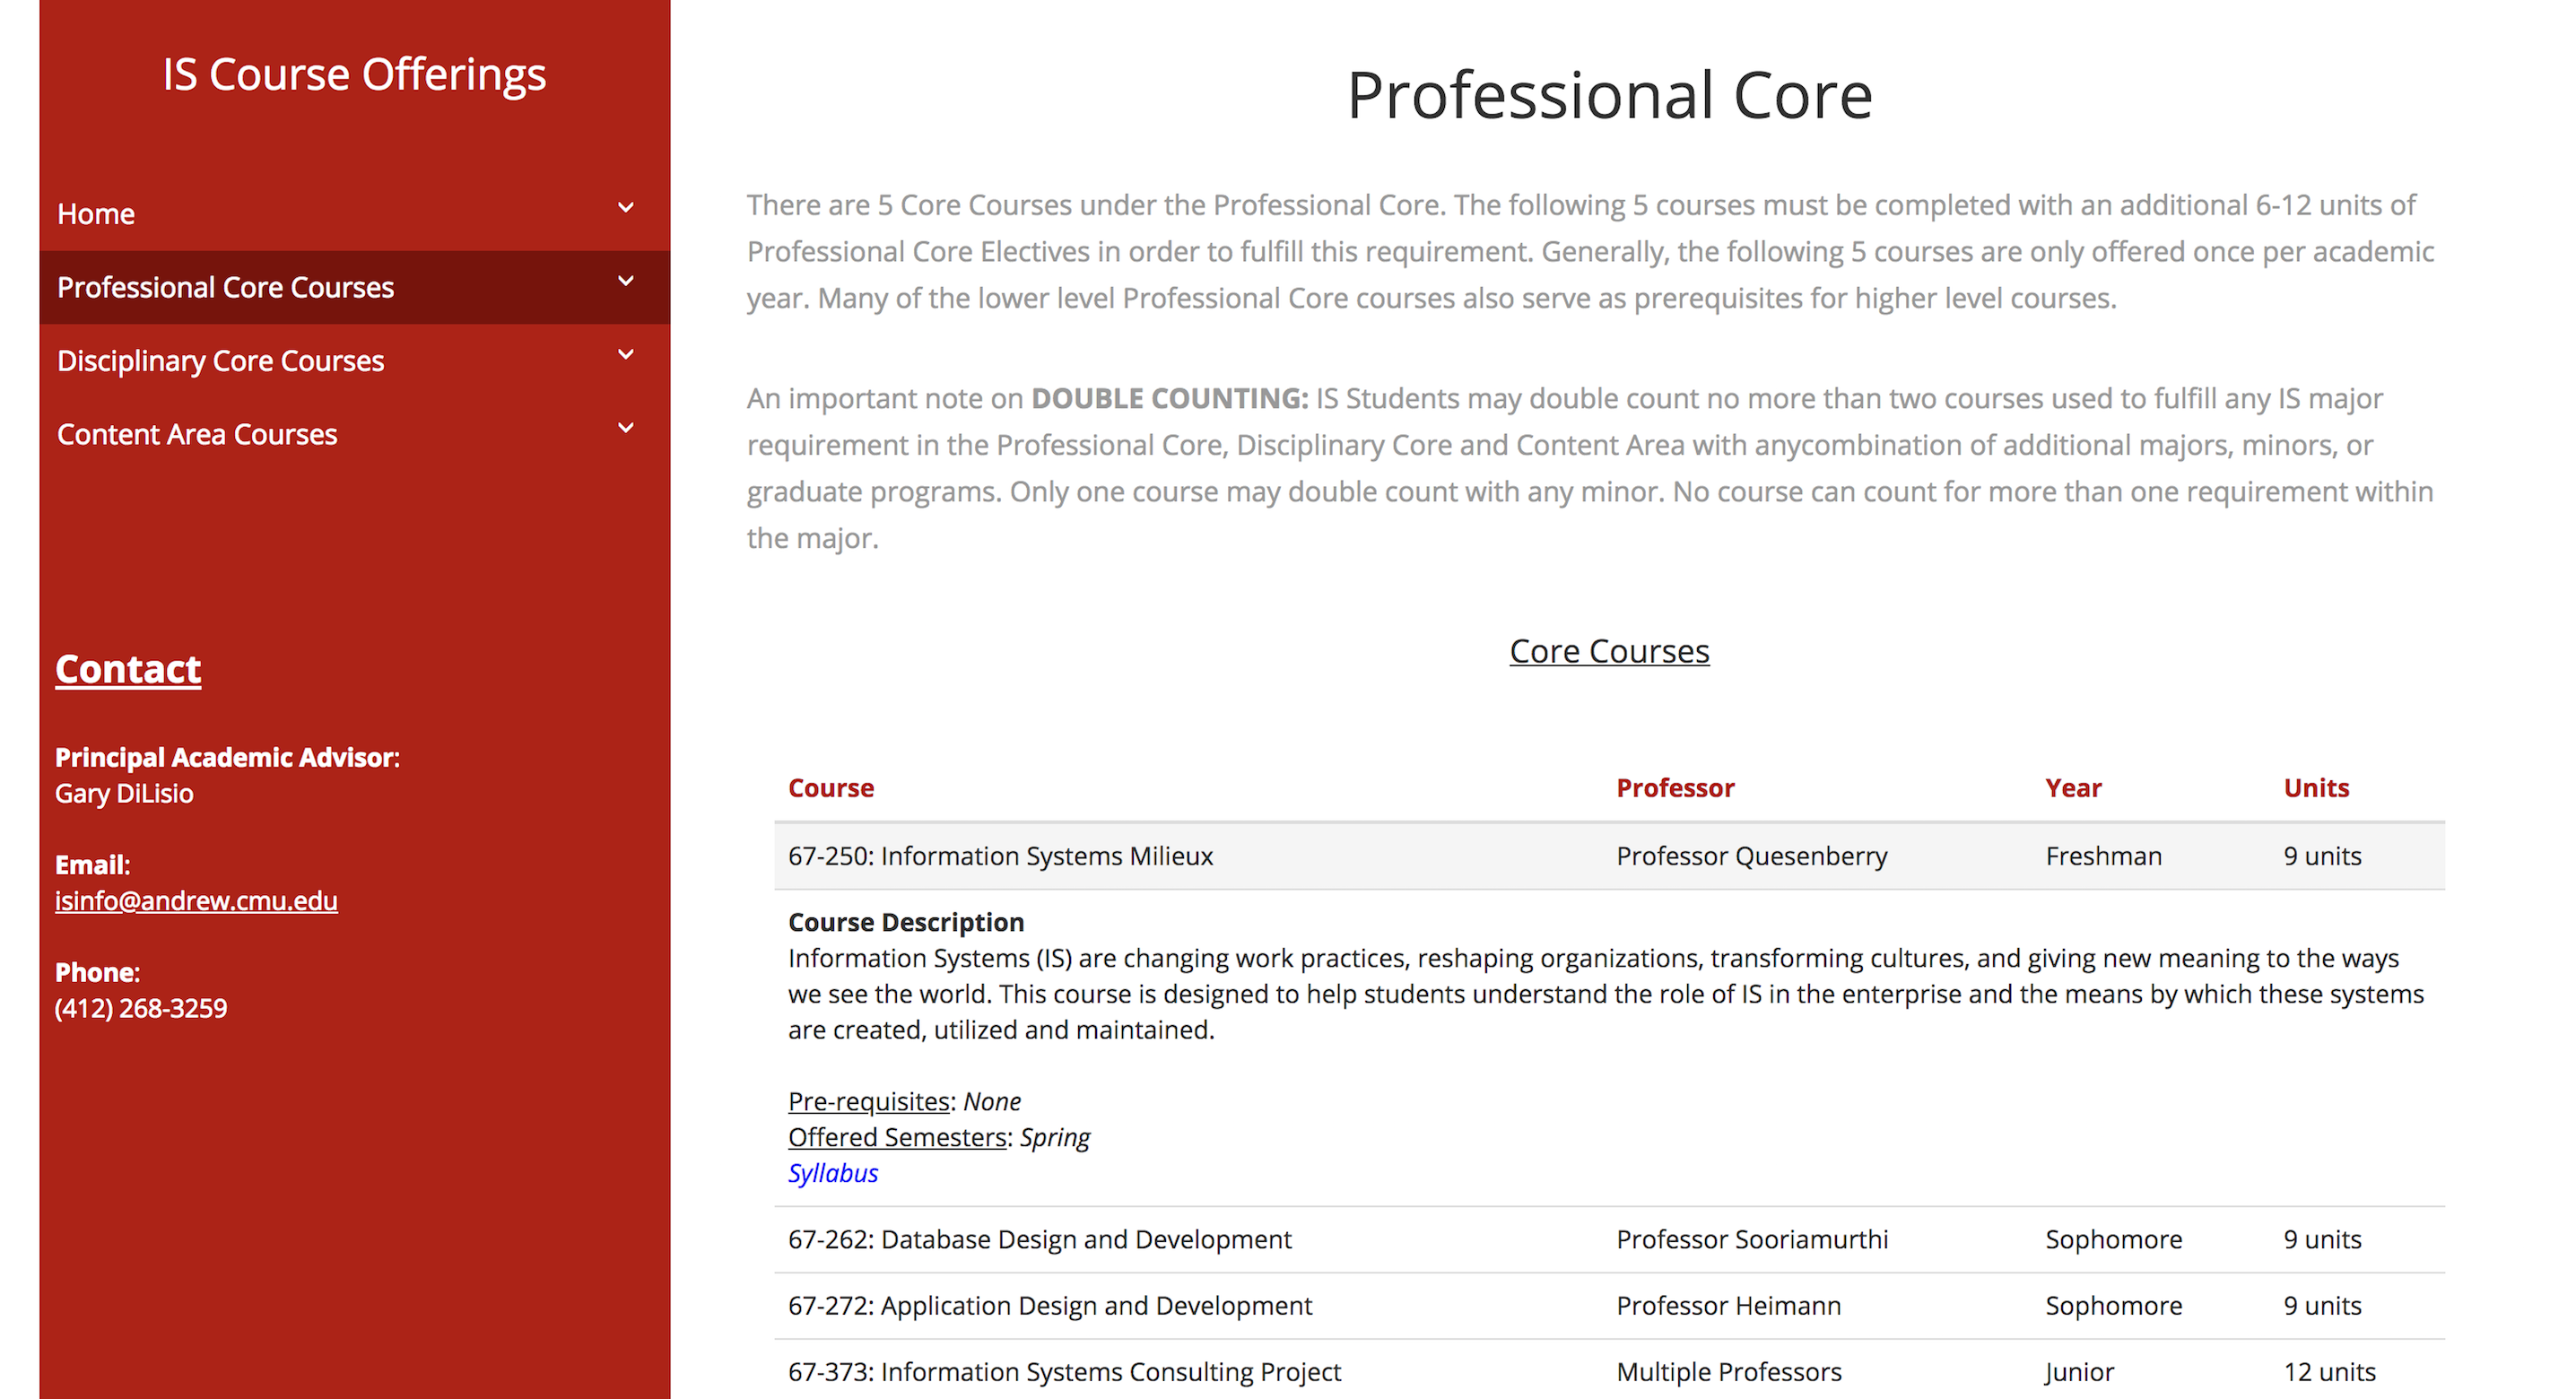 IS Course Offerings
Home
Professional Core Courses
Disciplinary Core Courses
Content Area Courses
Contact
Principal Academic Advisor:
Gary DiLisio
Email:
isinfo@andrew.cmu.edu
Phone:
(412) 268-3259
Professional Core
There are 5 Core Courses under the Professional Core. The following 5 courses must be completed with an additional 6-12 units of
Professional Core Electives in order to fulfill this requirement. Generally, the following 5 courses are only offered once per academic
year. Many of the lower level Professional Core courses also serve as prerequisites for higher level courses.
An important note on DOUBLE COUNTING: IS Students may double count no more than two courses used to fulfill any IS major
requirement in the Professional Core, Disciplinary Core and Content Area with anycombination of additional majors, minors, or
graduate programs. Only one course may double count with any minor. No course can count for more than one requirement within
the major.
Core Courses
Course Professor Year Units
67-250: Information Systems Milieux Professor Quesenberry Freshman 9 units
Course Description
Information Systems (IS) are changing work practices, reshaping organizations, transforming cultures, and giving new meaning to the ways
we see the world. This course is designed to help students understand the role of IS in the enterprise and the means by which these systems
are created, utilized and maintained.
Pre-requisites: None
Offered Semesters: Spring
Syllabus
67-262: Database Design and Development Professor Sooriamurthi Sophomore 9 units
67-272: Application Design and Development Professor Heimann Sophomore 9 units
67-373: Information Systems Consulting Project Multiple Professors Junior 12 units